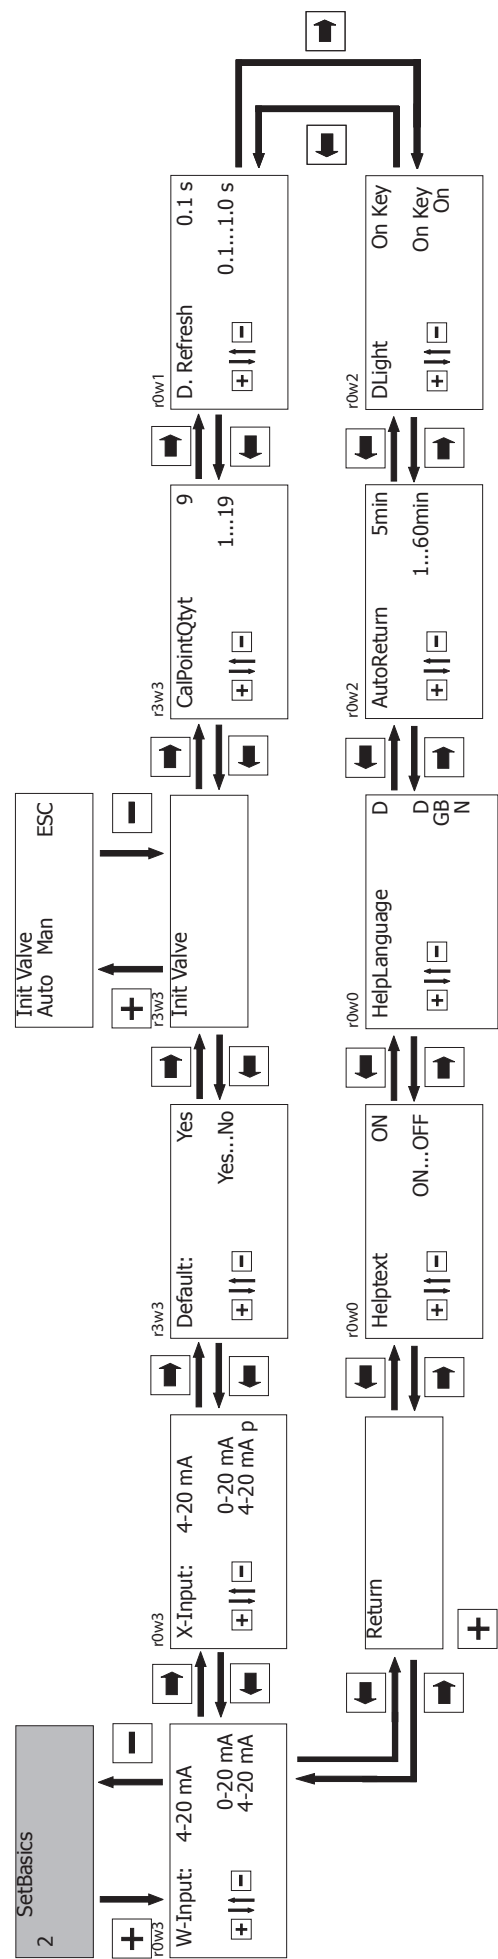 2 SetBasics
r0w3
W-Input: 4-20 mA
0-20 mA
4-20 mA
r0w3
X-Input: 4-20 mA
0-20 mA
4-20 mA p
r3w3
Default: Yes
Yes...No
Init Valve
Auto Man ESC
r3w3
Init Valve
r3w3
CalPointQtyt 9
1...19
r0w1
D. Refresh 0.1 s
0.1...1.0 s
Return
r0w0
Helptext ON
ON...OFF
r0w0
HelpLanguage D
D
GB
N
r0w2
AutoReturn 5min
1...60min
r0w2
DLight On Key
On Key
On